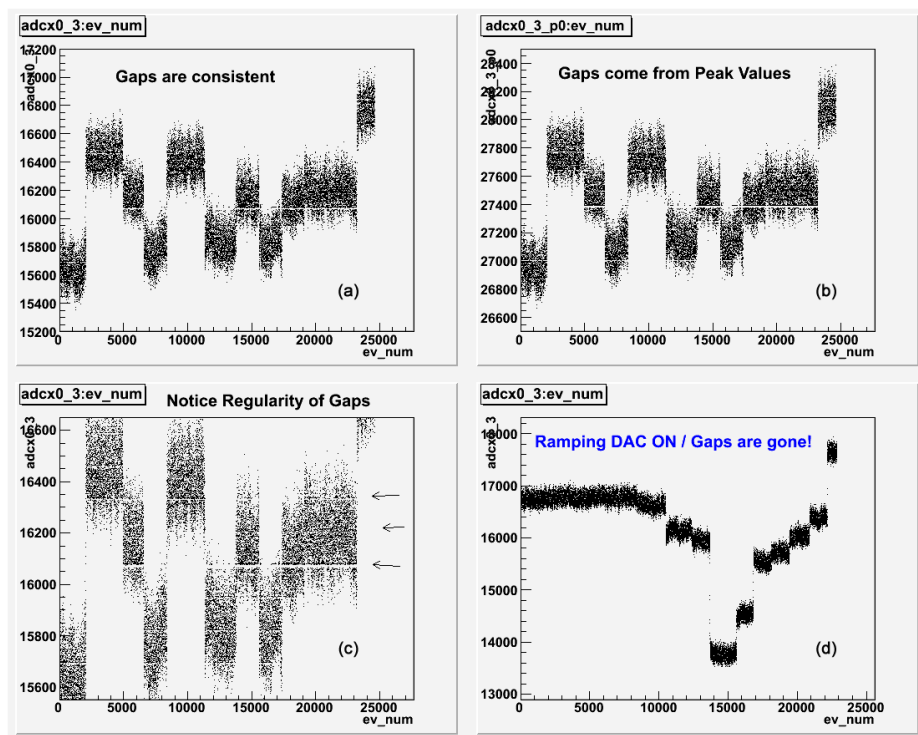 adcx0_3:ev_num
17200
17000
16800
16600
16400
16200
16000
15800
15600
15400
15200
adcx0_3
Gaps are consistent
(a)
0 5000 10000 15000 20000 25000
ev_num
adcx0_3_p0:ev_num
28400
28200
28000
27800
27600
27400
27200
27000
26800
26600
adcx0_3_p0
Gaps come from Peak Values
(b)
0 5000 10000 15000 20000 25000
ev_num
adcx0_3:ev_num
Notice Regularity of Gaps
16600
16400
16200
16000
15800
15600
adcx0_3
(c)
0 5000 10000 15000 20000 25000
ev_num
adcx0_3:ev_num
18000
17000
16000
15000
14000
13000
adcx0_3
Ramping DAC ON / Gaps are gone!
(d)
0 5000 10000 15000 20000 25000
ev_num